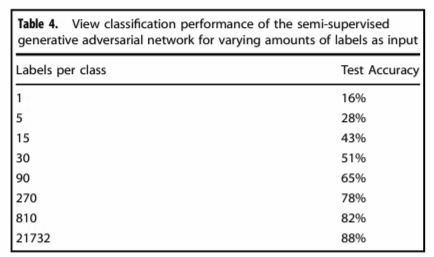 Table 4. View classification performance of the semi-supervised
generative adversarial network for varying amounts of labels as input
Labels per class Test Accuracy
1 16%
5 28%
15 43%
30 51%
90 65%
270 78%
810 82%
21732 88%